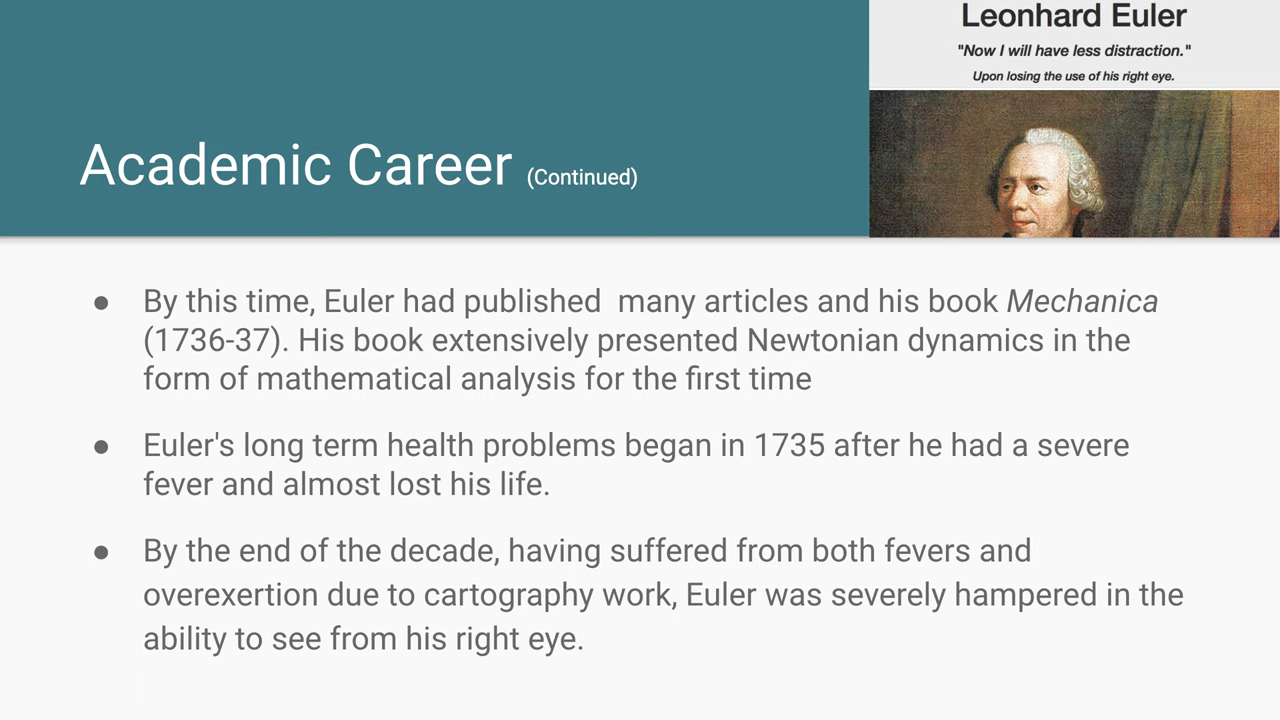 Leonhard Euler
"Now I will have less distraction."
Upon losing the use of his right eye.
Academic Career (Continued)
● By this time, Euler had published  many articles and his book Mechanica
(1736-37). His book extensively presented Newtonian dynamics in the
form of mathematical analysis for the first time
● Euler's long term health problems began in 1735 after he had a severe
fever and almost lost his life.
● By the end of the decade, having suffered from both fevers and
overexertion due to cartography work, Euler was severely hampered in the
ability to see from his right eye.